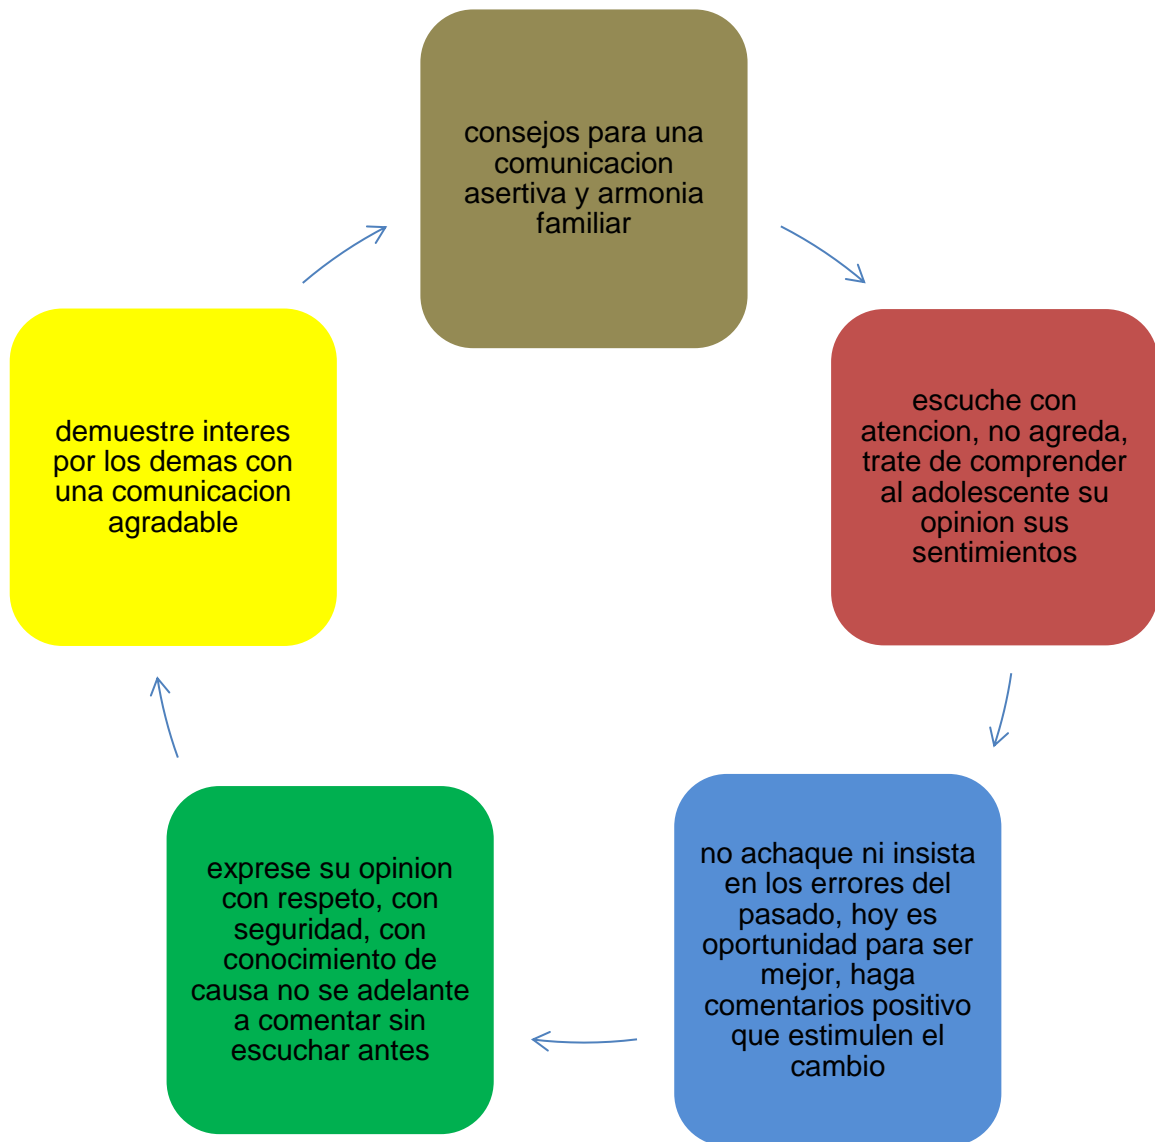 consejos para una
comunicacion
asertiva y armonia
familiar
escuche con
atencion, no agreda,
trate de comprender
al adolescente su
opinion sus
sentimientos
no achaque ni insista
en los errores del
pasado, hoy es
oportunidad para ser
mejor, haga
comentarios positivo
que estimulen el
cambio
exprese su opinion
con respeto, con
seguridad, con
conocimiento de
causa no se adelante
a comentar sin
escuchar antes
demuestre interes
por los demas con
una comunicacion
agradable